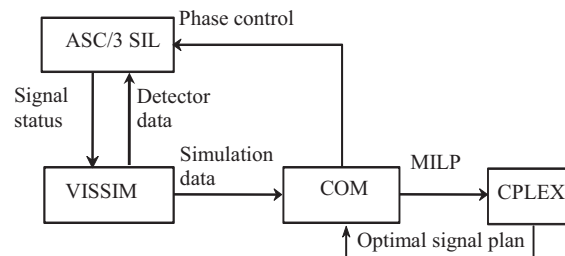 Phase control
ASC/3 SIL
Signal
status
Detector
data
Simulation
data
MILP
VISSIM
COM
CPLEX
Optimal signal plan